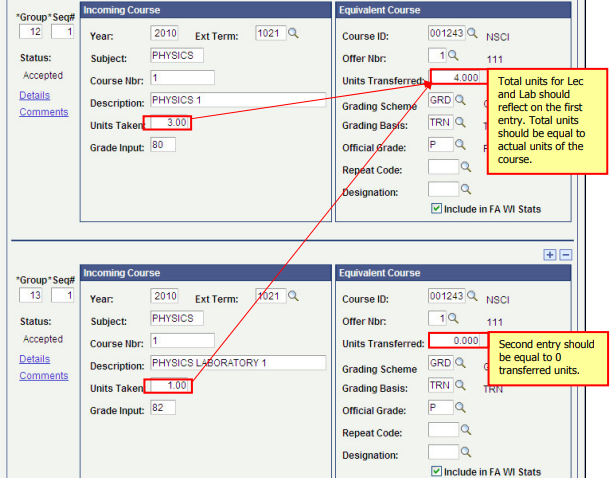 Incoming Course
Equivalent Course
*Group *Seq#
12 1
Year: 2010 Ext Term: 1021
Course ID: 001243 NSCI
Status:
Subject: PHYSICS
Offer Nbr: 1 111
Accepted
Course Nbr: 1
Units Transferred: 4.000
Details
Description: PHYSICS 1
Grading Scheme GRD
Comments
Units Taken: 3.00
Grading Basis: TRN
Grade Input: 80
Official Grade: P
Repeat Code:
Designation:
Include in FA WI Stats
Total units for Lec
and Lab should
reflect on the first
entry. Total units
should be equal to
actual units of the
course.
Incoming Course
Equivalent Course
*Group *Seq#
13 1
Year: 2010 Ext Term: 1021
Course ID: 001243 NSCI
Status:
Subject: PHYSICS
Offer Nbr: 1 111
Accepted
Course Nbr: 1
Units Transferred: 0.000
Details
Description: PHYSICS LABORATORY 1
Grading Scheme GRD
Comments
Units Taken 1.00
Grading Basis: TRN TRN
Grade Input: 82
Official Grade: P
Repeat Code:
Designation:
Include in FA WI Stats
Second entry should
be equal to 0
transferred units.